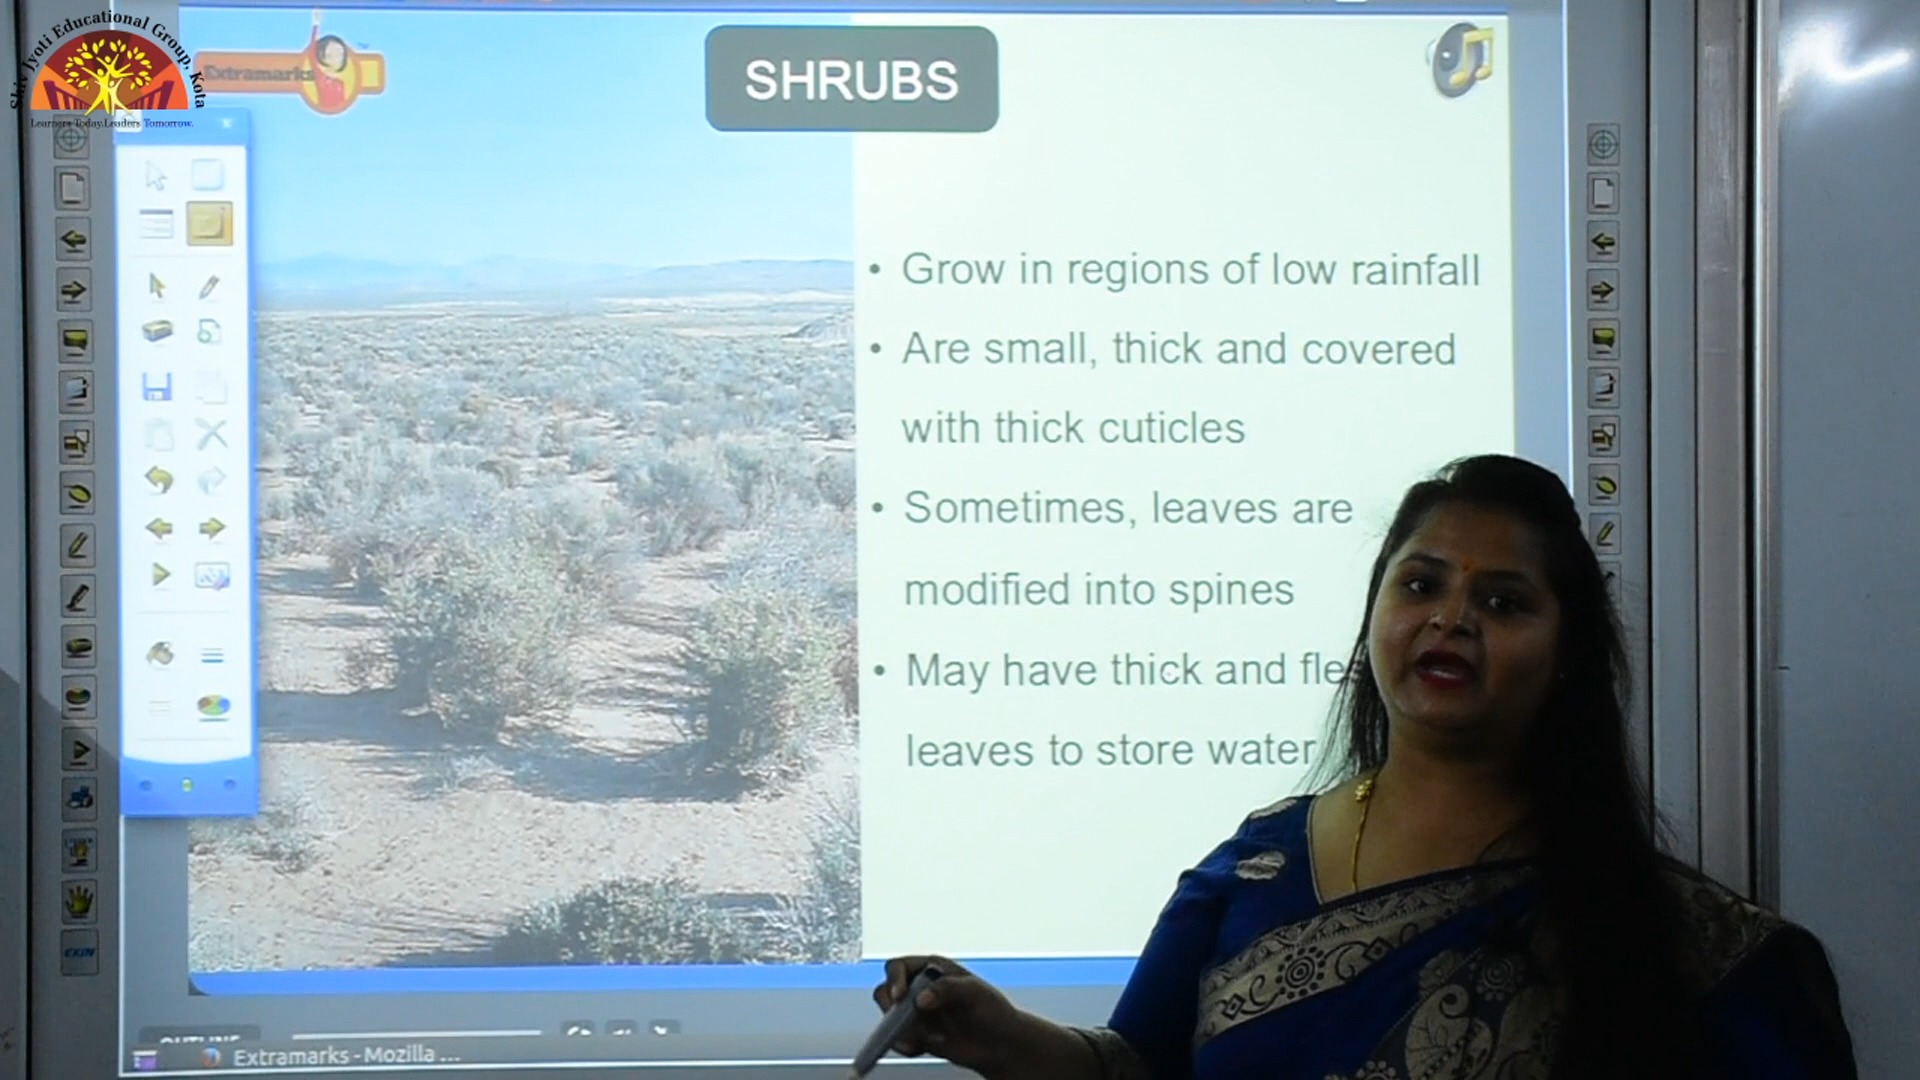 Shiv Jyoti Educational Group, Kota
Learners Today.Leaders Tomorrow.
Extramarks
SHRUBS
• Grow in regions of low rainfall
• Are small, thick and covered
with thick cuticles
• Sometimes, leaves are
modified into spines
• May have thick and
leaves to store water
Extramarks - Mozilla ...